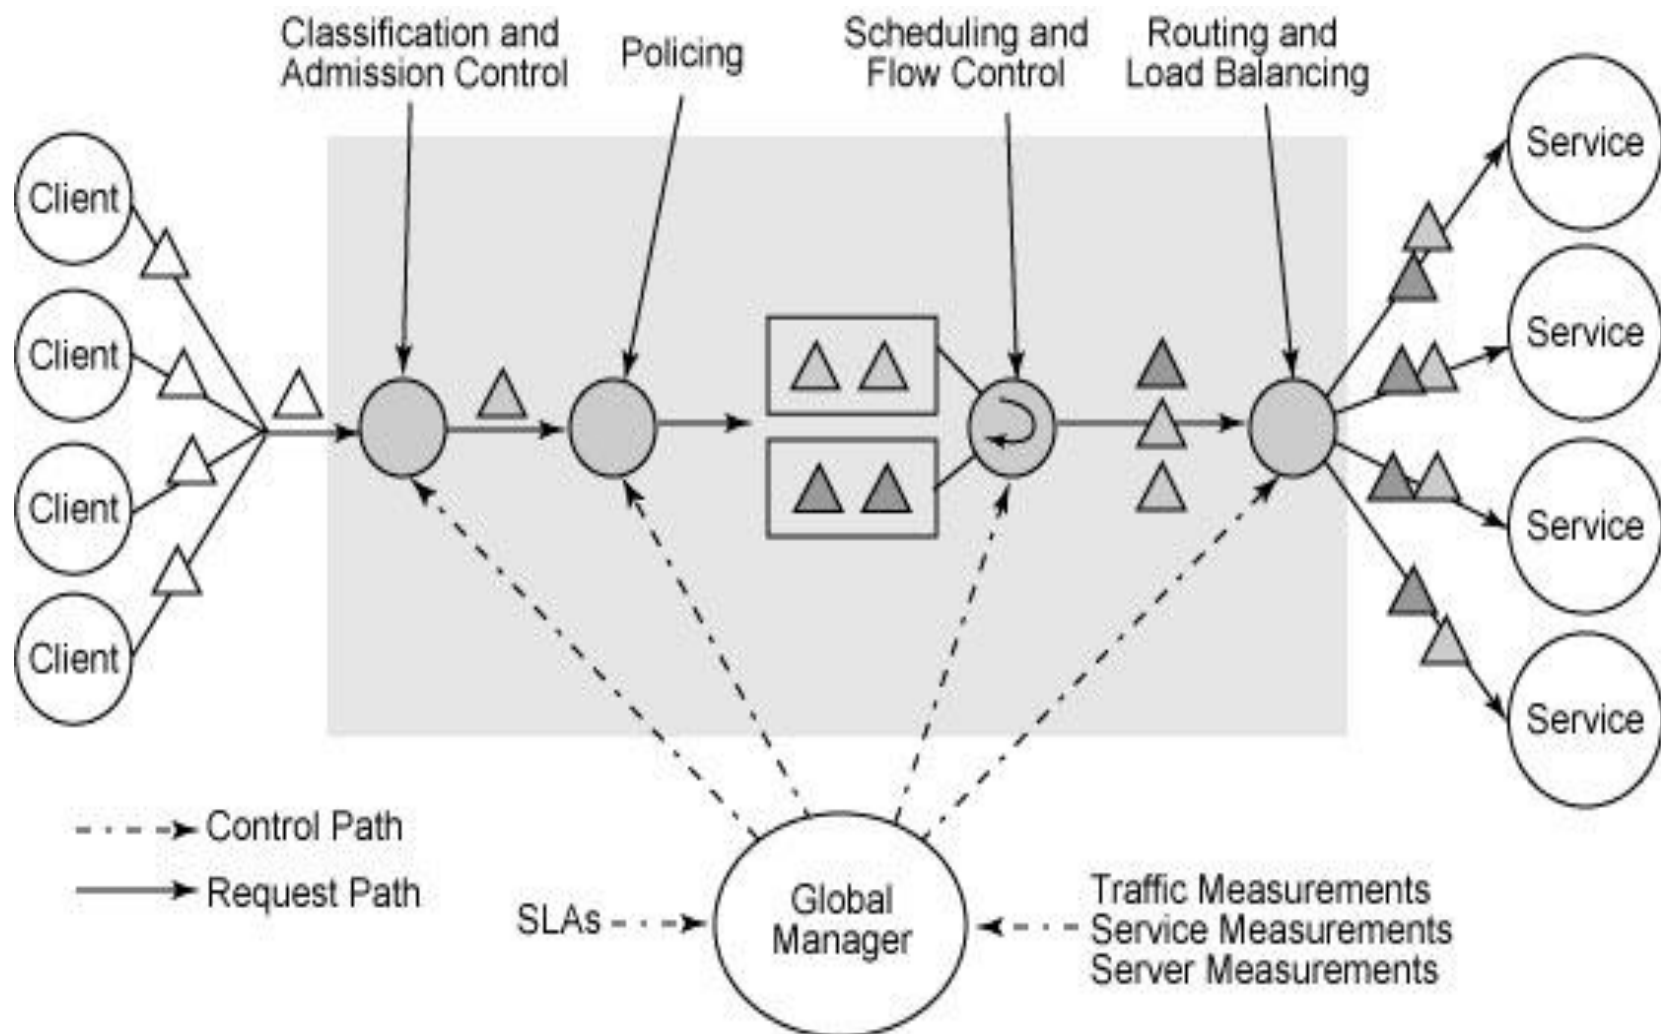 Classification and
Admission Control
Policing
Scheduling and
Flow Control
Routing and
Load Balancing
Client
Client
Client
Client
Service
Service
Service
Service
Control Path
Request Path
SLAs
Global
Manager
Traffic Measurements
Service Measurements
Server Measurements